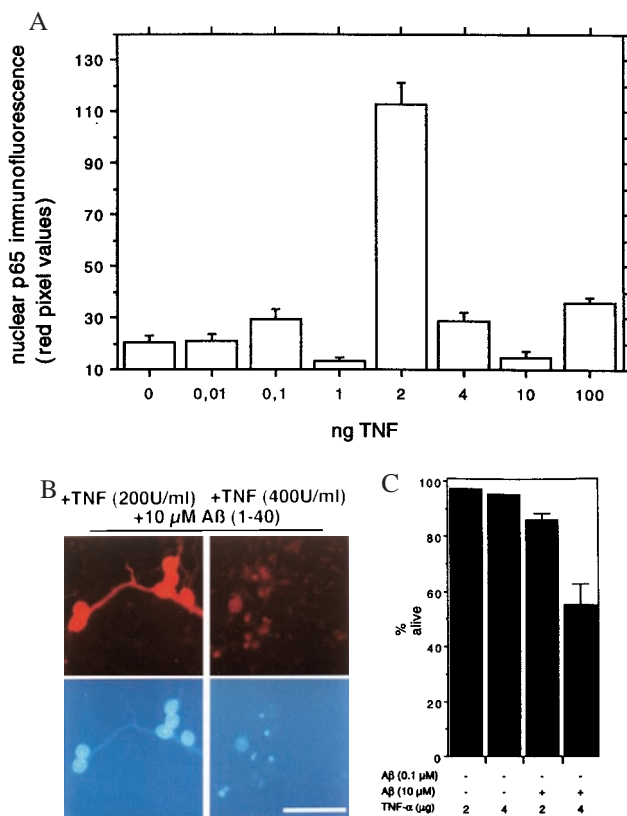 A
nuclear p65 immunofluorescence
(red pixel values)
130
110
90
70
50
30
10
0 0,01 0,1 1 2 4 10 100
ng TNF
B
+TNF (200U/ml) +TNF (400U/ml)
+10 µM Aß (1-40)
C
100
80
60
40
20
0
% alive
Aβ (0.1 µM) - - - -
Aβ (10 µM) - - + +
TNF-α (µg) 2 4 2 4